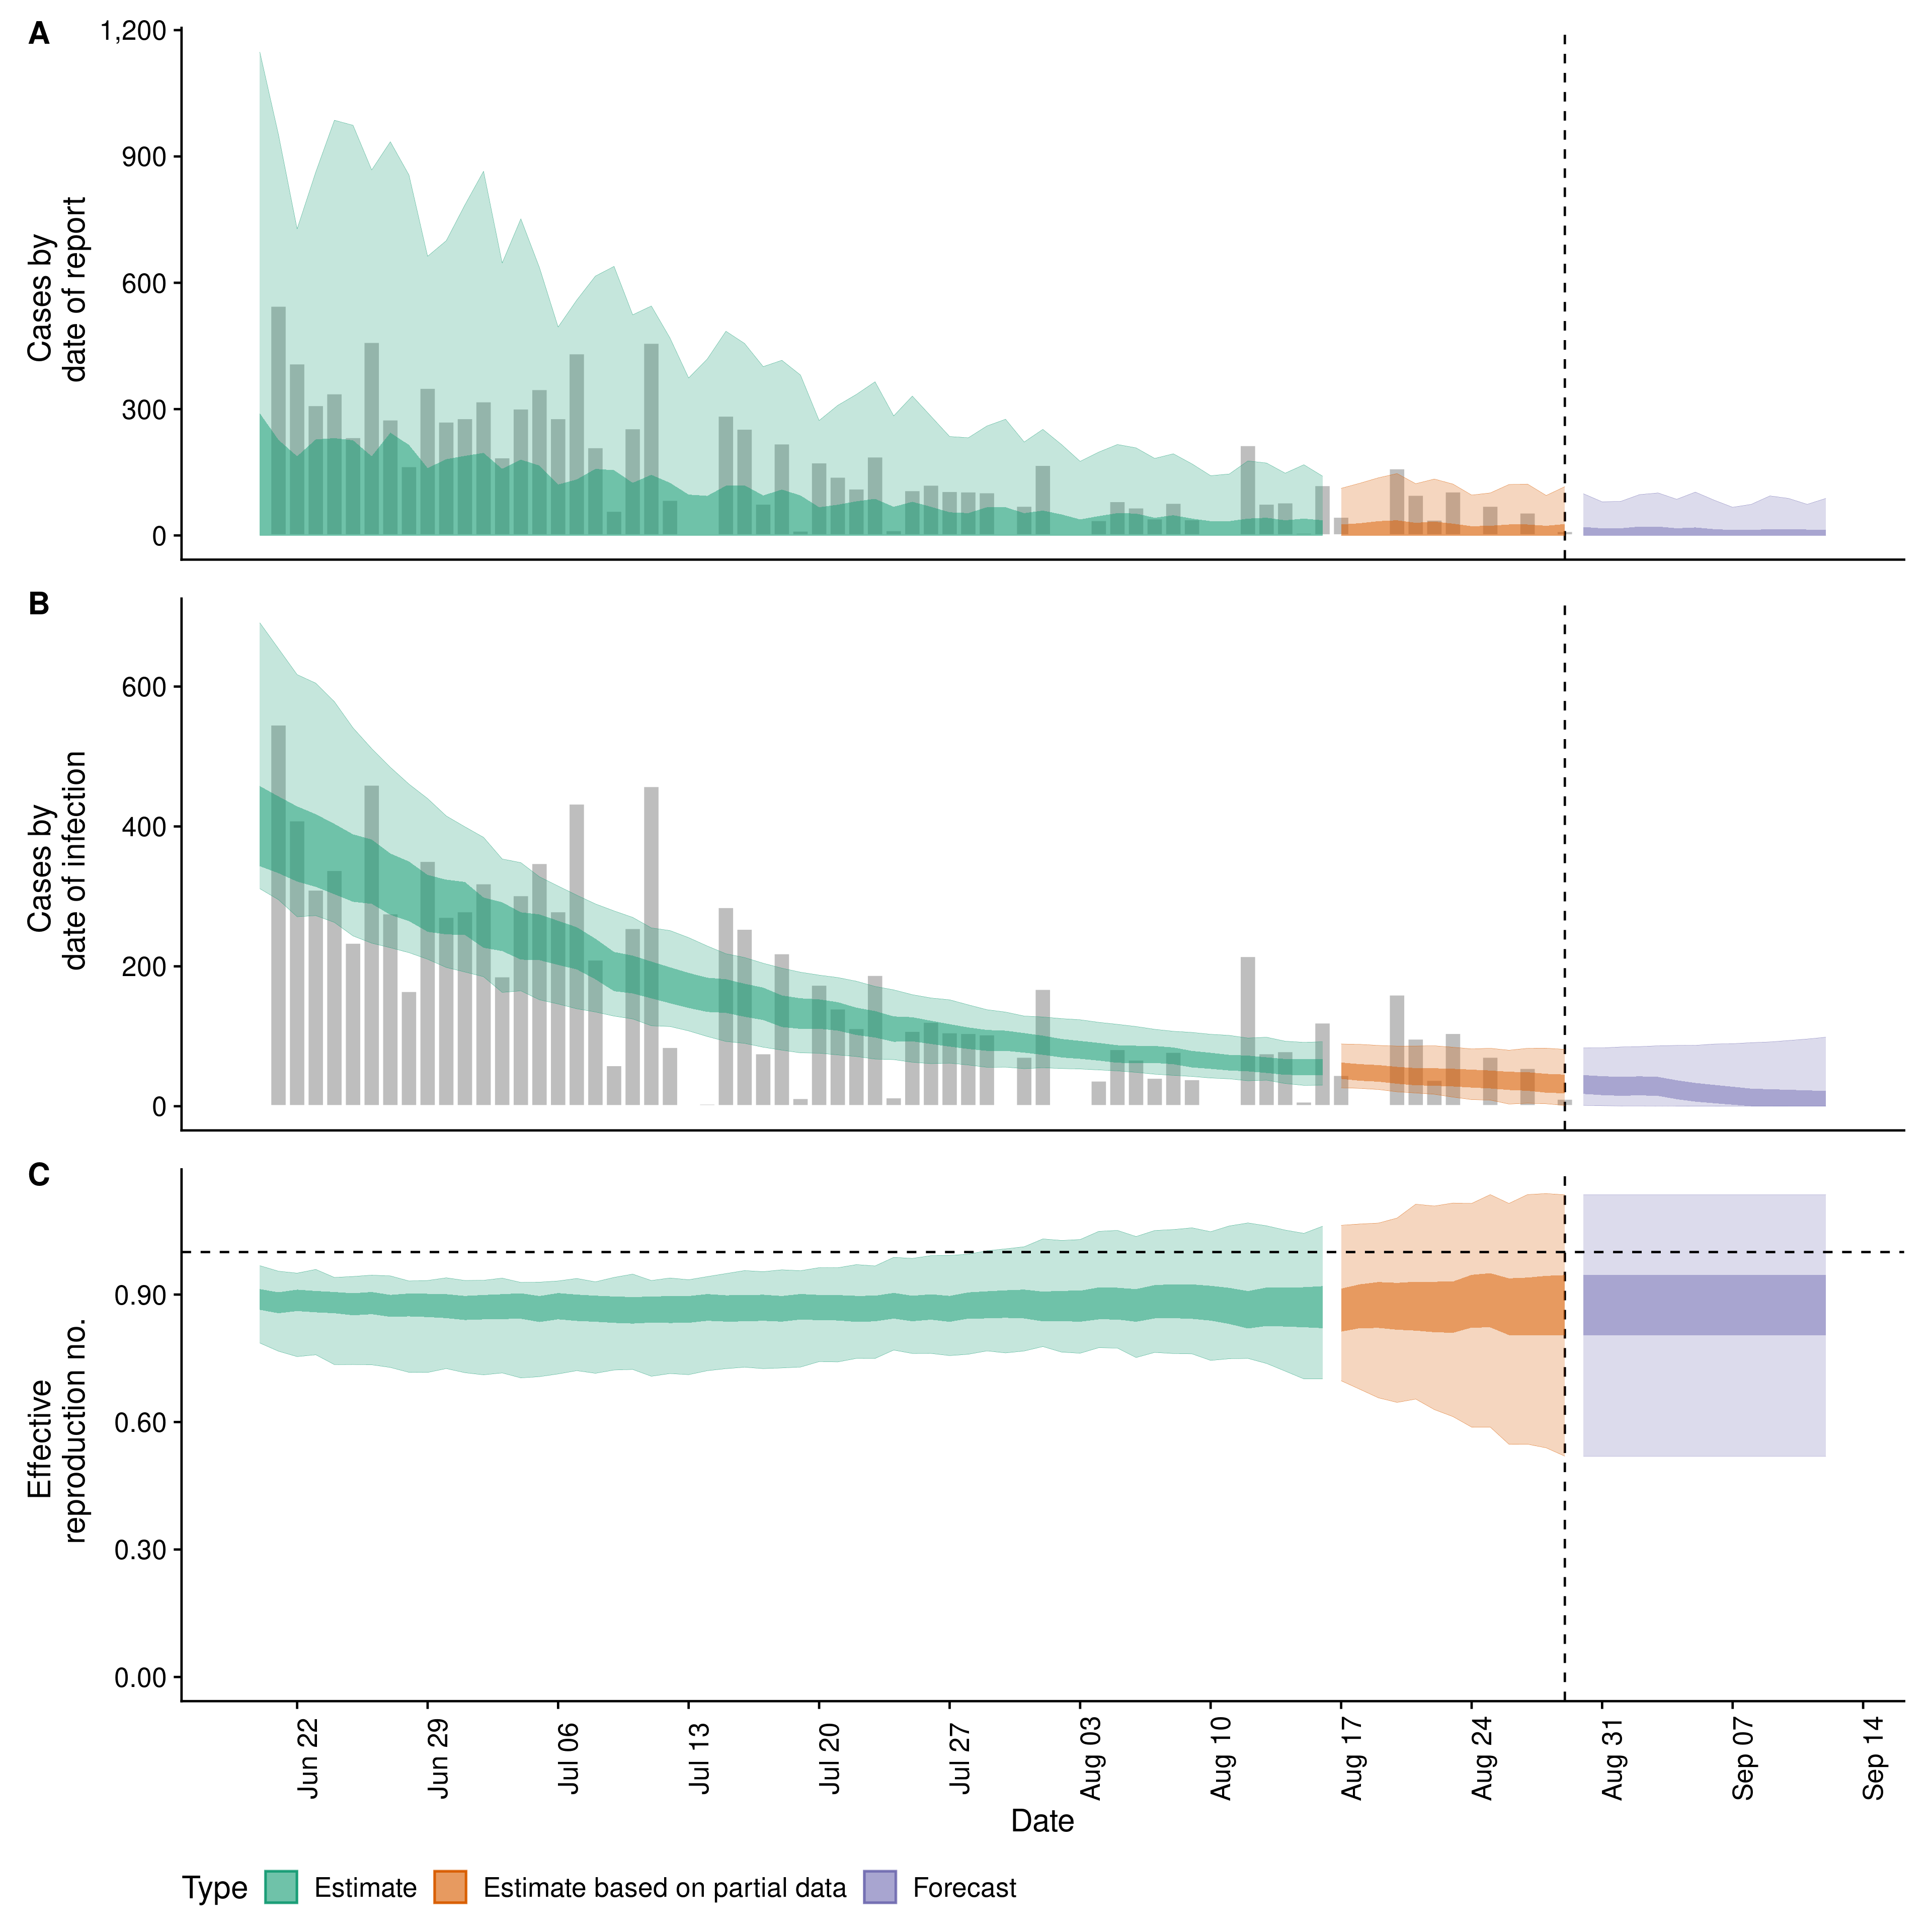 A
1,200
900
600
300
0
Cases by
date of report
B
600
400
200
0
Cases by
date of infection
C
0.90
0.60
0.30
0.00
Effective
reproduction no.
Jun 22
Jun 29
Jul 06
Jul 13
Jul 20
Jul 27
Aug 03
Aug 10
Aug 17
Aug 24
Aug 31
Sep 07
Sep 14
Date
Type Estimate Estimate based on partial data Forecast